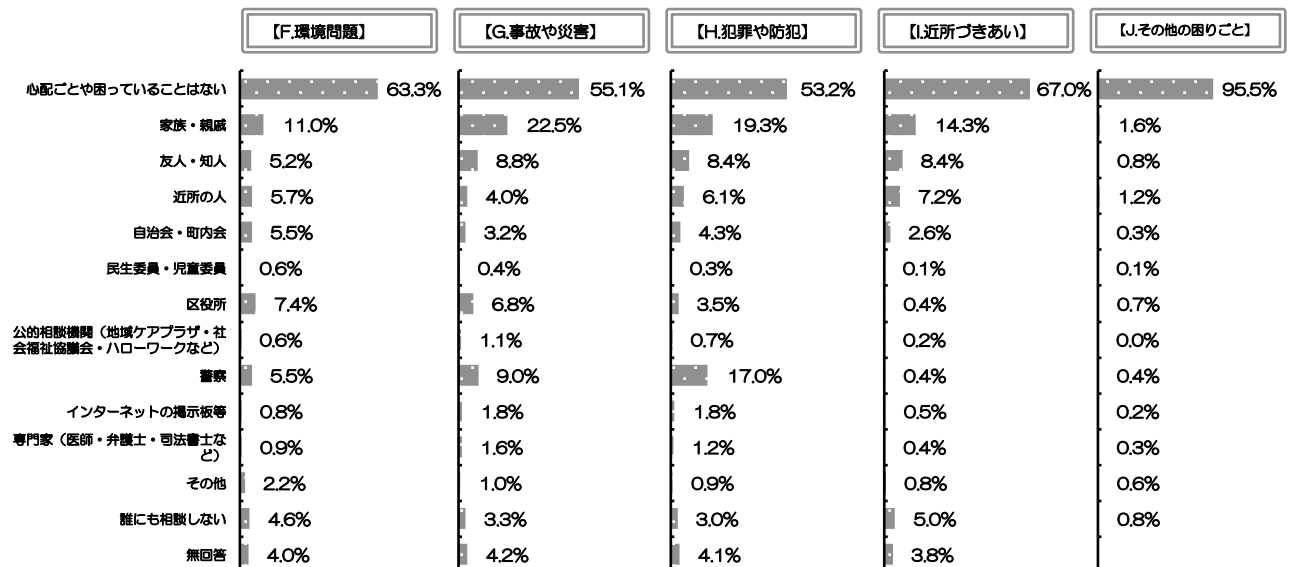 【F.環境問題】 【G.事故や災害】 【H.犯罪や防犯】 【I.近所づきあい】 【J.その他の困りごと】
心配ごとや困っていることはない 63.3% 55.1% 53.2% 67.0% 95.5%
家族・親戚 11.0% 22.5% 19.3% 14.3% 1.6%
友人・知人 5.2% 8.8% 8.4% 8.4% 0.8%
近所の人 5.7% 4.0% 6.1% 7.2% 1.2%
自治会・町内会 5.5% 3.2% 4.3% 2.6% 0.3%
民生委員・児童委員 0.6% 0.4% 0.3% 0.1% 0.1%
区役所 7.4% 6.8% 3.5% 0.4% 0.7%
公的相談機関（地域ケアプラザ・社
会福祉協議会・ハローワークなど） 0.6% 1.1% 0.7% 0.2% 0.0%
警察 5.5% 9.0% 17.0% 0.4% 0.4%
インターネットの掲示板等 0.8% 1.8% 1.8% 0.5% 0.2%
専門家（医師・弁護士・司法書士な
ど） 0.9% 1.6% 1.2% 0.4% 0.3%
その他 2.2% 1.0% 0.9% 0.8% 0.6%
誰にも相談しない 4.6% 3.3% 3.0% 5.0% 0.8%
無回答 4.0% 4.2% 4.1% 3.8%